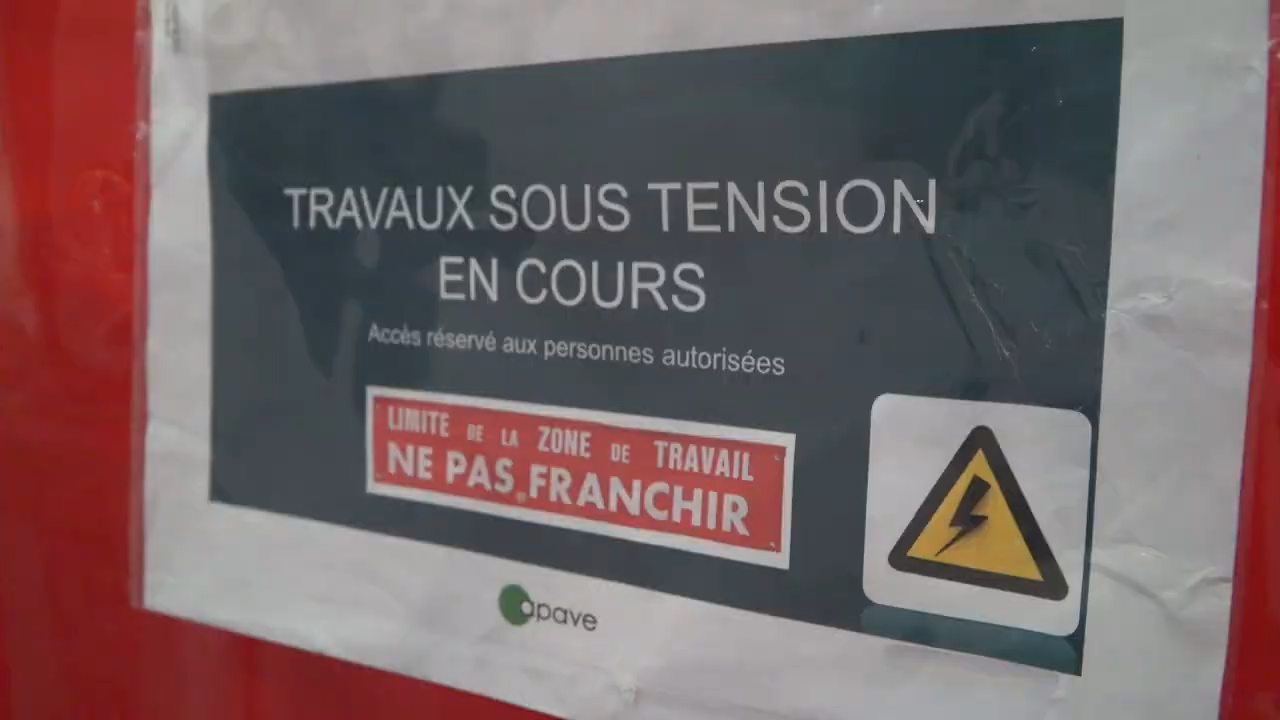 TRAVAUX SOUS TENSION
EN COURS
Accès réservé aux personnes autorisées
LIMITE DE LA ZONE DE TRAVAIL
NE PAS FRANCHIR
apave